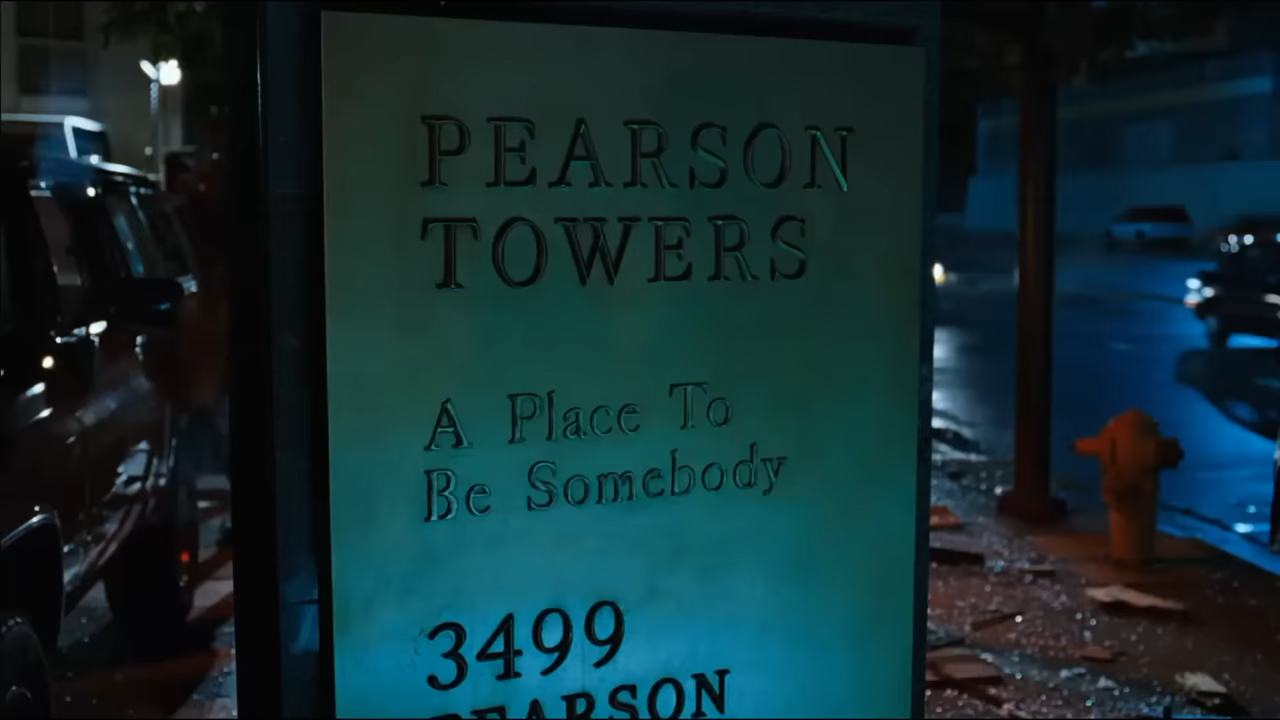 PEARSON
TOWERS
A Place To
Be Somebody
3499
PEARSON